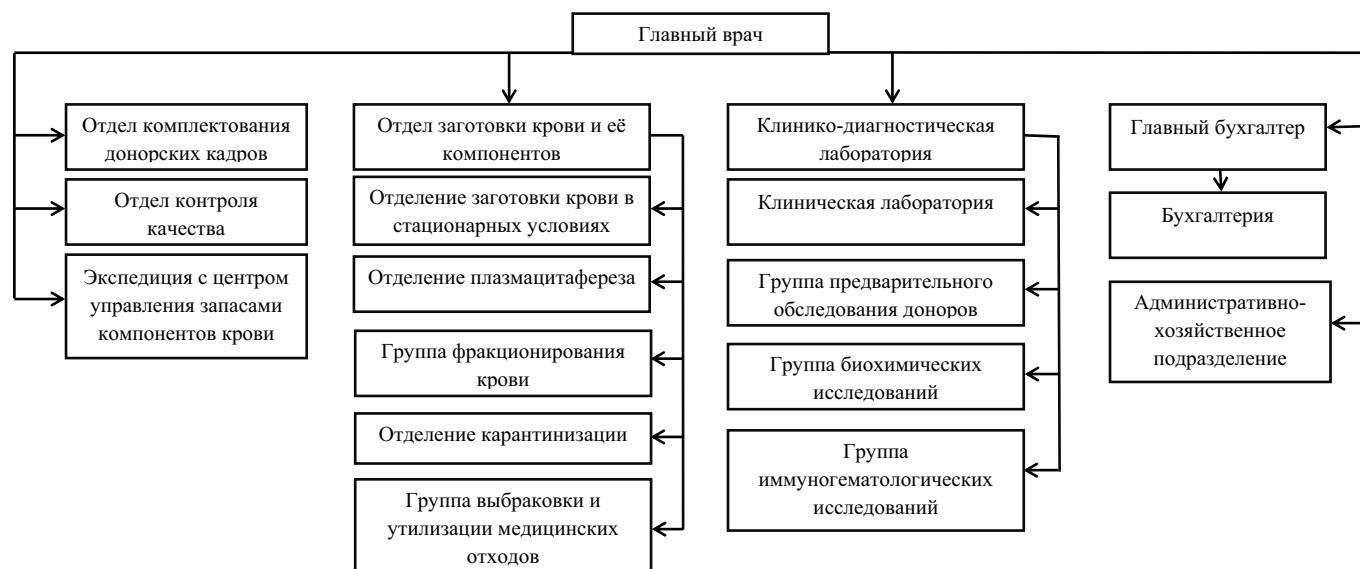 Главный врач
Отдел комплектования
донорских кадров
Отдел контроля
качества
Экспедиция с центром
управления запасами
компонентов крови
Отдел заготовки крови и её
компонентов
Отделение заготовки крови в
стационарных условиях
Отделение плазмацитафереза
Группа фракционирования
крови
Отделение карантинизации
Группа выбраковки и
утилизации медицинских
отходов
Клинико-диагностическая
лаборатория
Клиническая лаборатория
Группа предварительного
обследования доноров
Группа биохимических
исследований
Группа
иммуногематологических
исследований
Главный бухгалтер
Бухгалтерия
Административно-
хозяйственное
подразделение